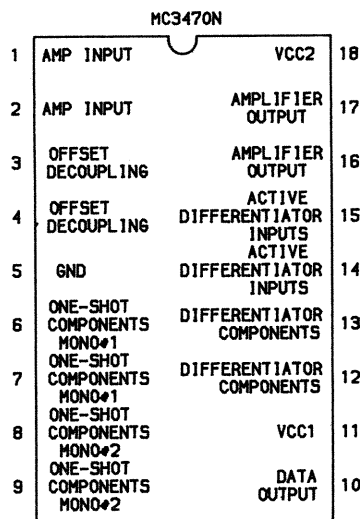 MC3470N
1 AMP INPUT VCC2 18
2 AMP INPUT AMPLIFIER OUTPUT 17
3 OFFSET DECOUPLING AMPLIFIER OUTPUT 16
4 OFFSET DECOUPLING ACTIVE DIFFERENTIATOR INPUTS 15
5 GND ACTIVE DIFFERENTIATOR INPUTS 14
6 ONE-SHOT COMPONENTS MONO#1 DIFFERENTIATOR COMPONENTS 13
7 ONE-SHOT COMPONENTS MONO#1 DIFFERENTIATOR COMPONENTS 12
8 ONE-SHOT COMPONENTS MONO#2 VCC1 11
9 ONE-SHOT COMPONENTS MONO#2 DATA OUTPUT 10